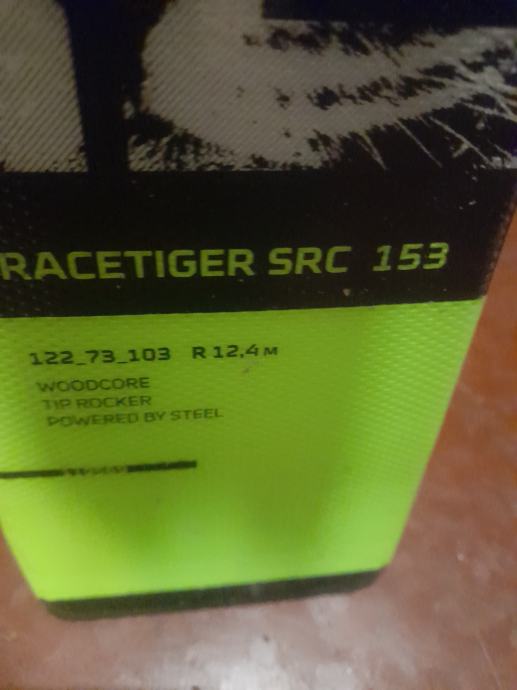 RACETIGER SRC 153
122_73_103 R 12,4 M
WOODCORE
TIP ROCKER
POWERED BY STEEL